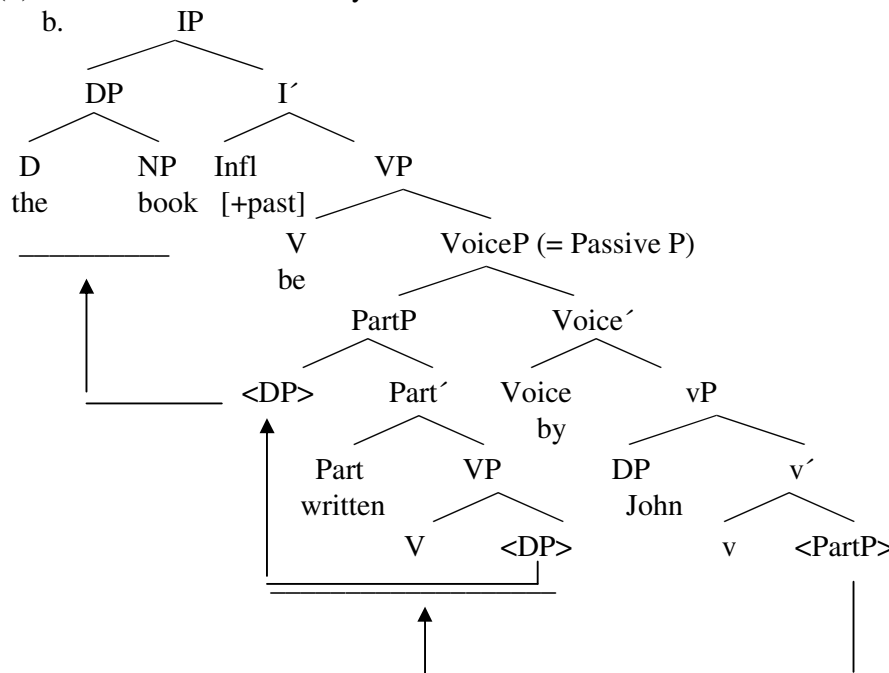 b. IP
DP I´
D NP Infl VP
the book [+past]
V VoiceP (= Passive P)
be
PartP Voice´
<DP> Part´ Voice vP
by
Part VP DP v´
written John
V <DP> v <PartP>